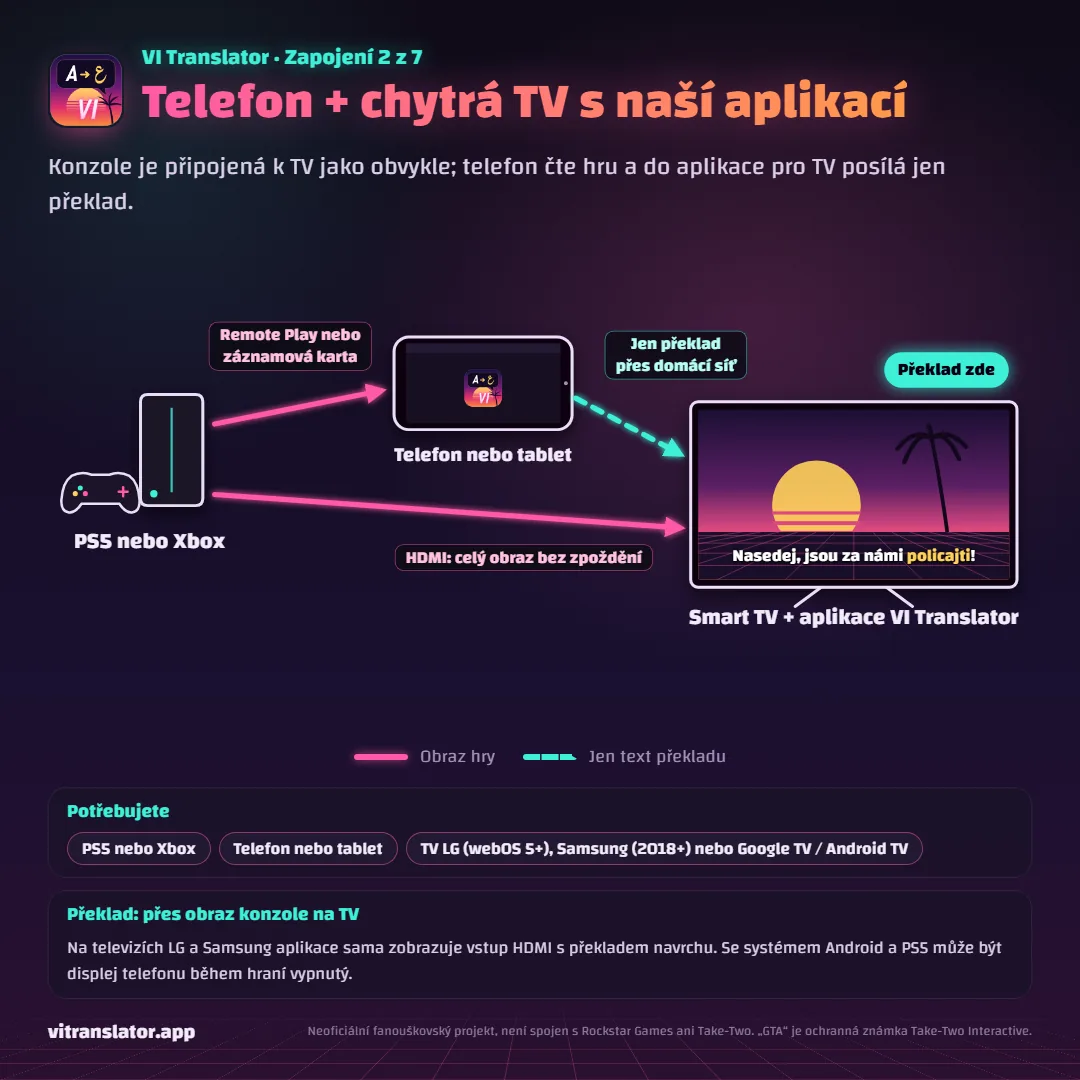 A→ع
VI
VI Translator · Zapojení 2 z 7
Telefon + chytrá TV s naší aplikací
Konzole je připojená k TV jako obvykle; telefon čte hru a do aplikace pro TV posílá jen
překlad.
Remote Play nebo
záznamová karta
Jen překlad
přes domácí síť
Překlad zde
A→ع
VI
Telefon nebo tablet
PS5 nebo Xbox
HDMI: celý obraz bez zpoždění
Nasedej, jsou za námi policajti!
Smart TV + aplikace VI Translator
Obraz hry
Jen text překladu
Potřebujete
PS5 nebo Xbox
Telefon nebo tablet
TV LG (webOS 5+), Samsung (2018+) nebo Google TV / Android TV
Překlad: přes obraz konzole na TV
Na televizích LG a Samsung aplikace sama zobrazuje vstup HDMI s překladem navrchu. Se systémem Android a PS5 může být
displej telefonu během hraní vypnutý.
vitranslator.app
Neoficiální fanouškovský projekt, není spojen s Rockstar Games ani Take-Two. „GTA“ je ochranná známka Take-Two Interactive.